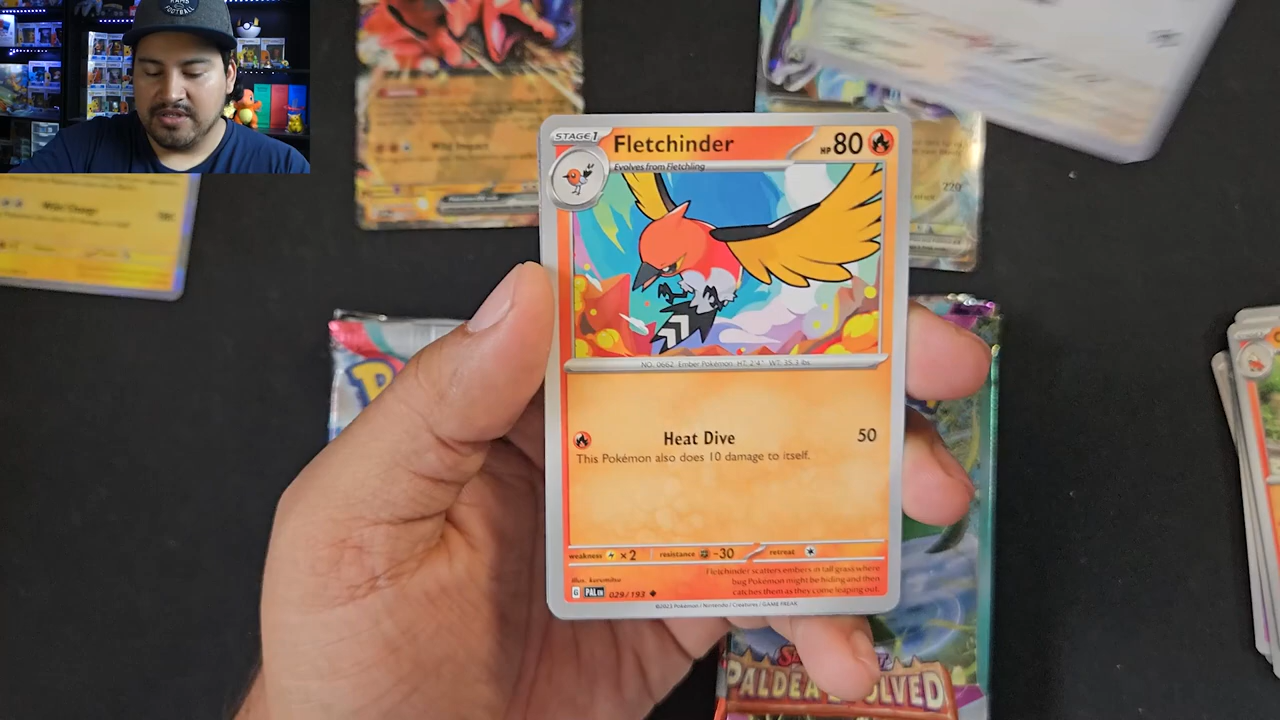 RAMS
FOOTBALL
STAGE 1
Fletchinder
HP 80
Evolves from Fletchling
NO. 0662 Ember Pokémon HT: 2'4" WT: 35.3 lbs.
Heat Dive 50
This Pokémon also does 10 damage to itself.
weakness ×2 resistance -30 retreat
Fletchinder scatters embers in tall grass where
bug Pokémon might be hiding and then
catches them as they come leaping out.
Illus. kurumitsu
G PAL EN 029/193
©2023 Pokémon / Nintendo / Creatures / GAME FREAK
220
PALDEA EVOLVED